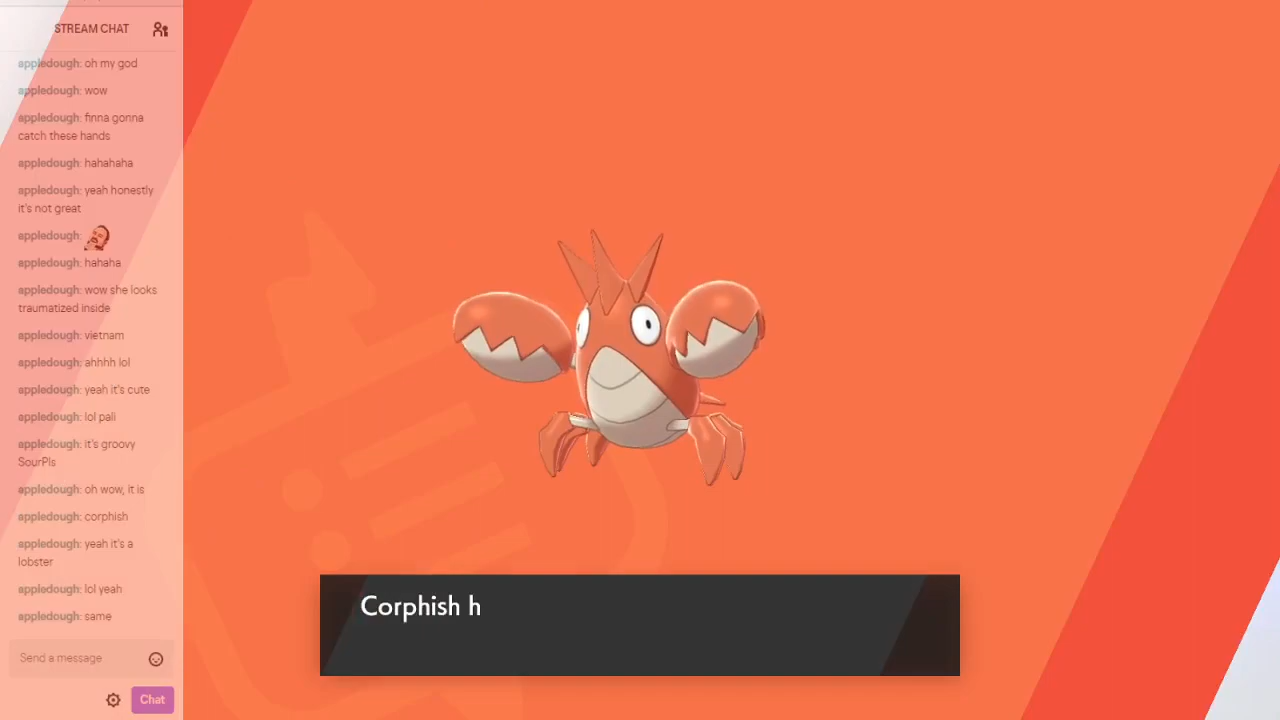 STREAM CHAT
appledough: oh my god
appledough: wow
appledough: finna gonna
catch these hands
appledough: hahahaha
appledough: yeah honestly
it's not great
appledough:
appledough: hahaha
appledough: wow she looks
traumatized inside
appledough: vietnam
appledough: ahhhh lol
appledough: yeah it's cute
appledough: lol pali
appledough: it's groovy
SourPls
appledough: oh wow, it is
appledough: corphish
appledough: yeah it's a
lobster
appledough: lol yeah
appledough: same
Send a message
Chat
Corphish h